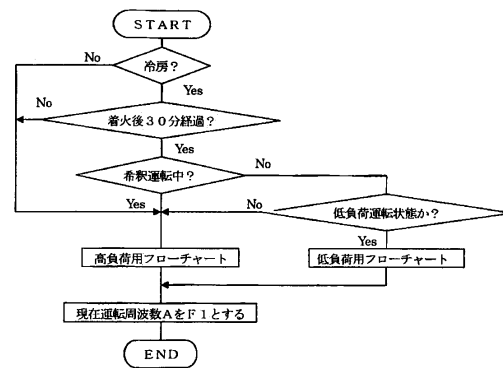 START
No
冷房？
Yes
No
着火後３０分経過？
Yes
No
希釈運転中？
Yes
No
低負荷運転状態か？
Yes
高負荷用フローチャート
低負荷用フローチャート
現在運転周波数ＡをＦ１とする
END